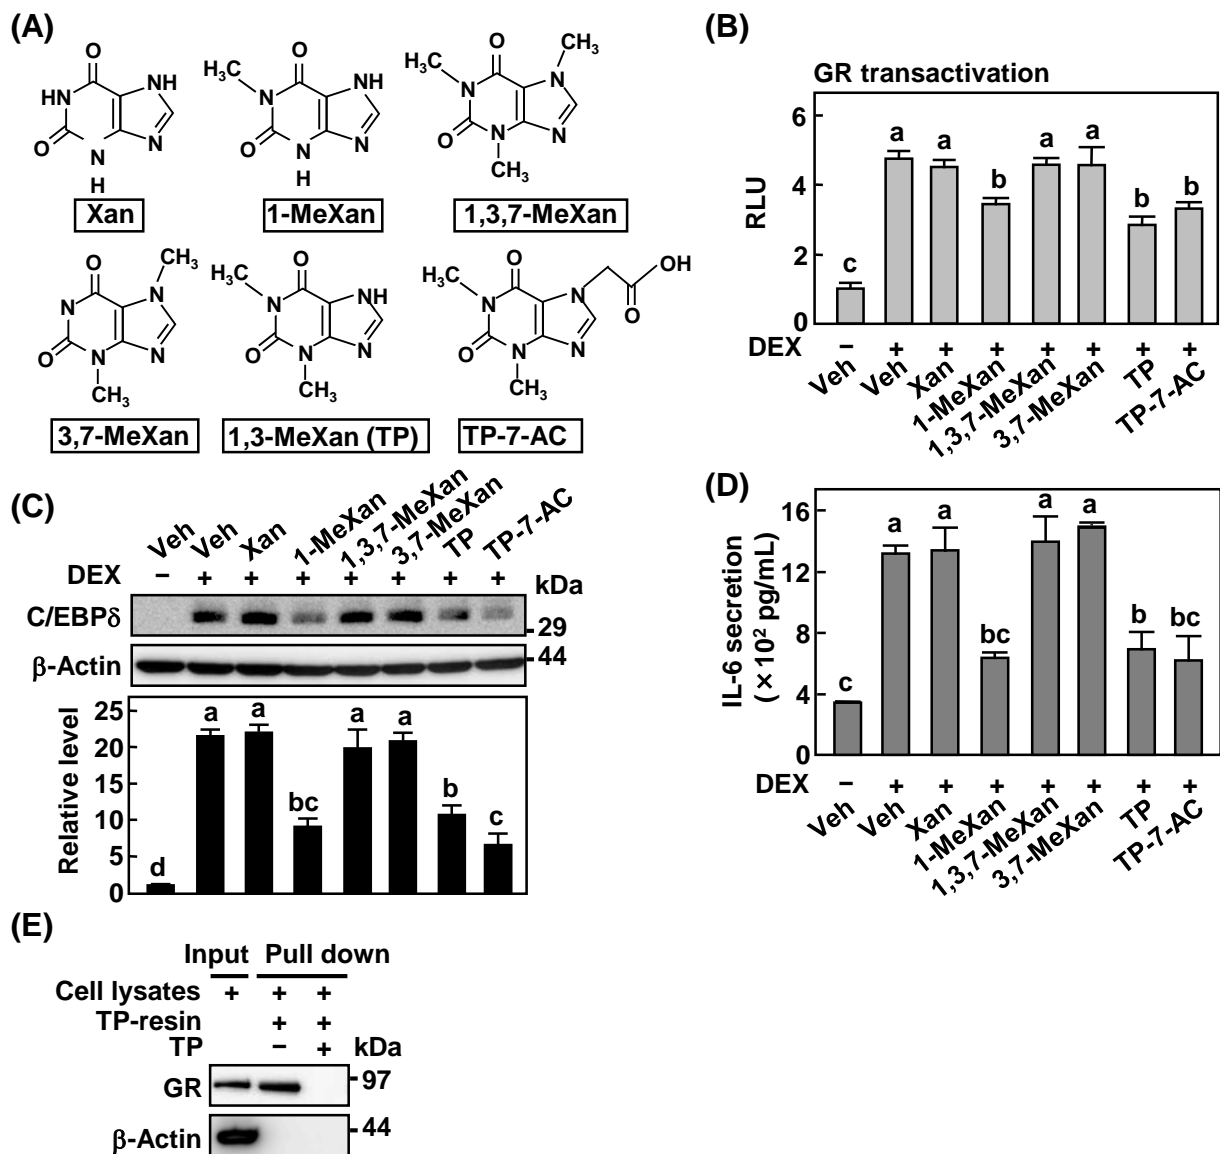 (A)
O
NH
HN
O
N
H
N
Xan
O
H₃C
N
NH
O
N
H
N
1-MeXan
O
CH₃
H₃C
N
N
O
N
N
CH₃
1,3,7-MeXan
O
CH₃
N
N
O
N
N
CH₃
3,7-MeXan
O
H₃C
N
NH
O
N
N
CH₃
1,3-MeXan (TP)
O
H₃C
N
N
OH
O
O
N
N
CH₃
TP-7-AC
(B)
GR transactivation
RLU
6
4
2
0
c
a
a
b
a
a
b
b
DEX − + + + + + + +
Veh Veh Xan 1-MeXan 1,3,7-MeXan 3,7-MeXan TP TP-7-AC
(C)
Veh Veh Xan 1-MeXan 1,3,7-MeXan 3,7-MeXan TP TP-7-AC
DEX − + + + + + + + kDa
C/EBPδ
29
β-Actin
44
Relative level
25
20
15
10
5
0
d
a
a
bc
a
a
b
c
(D)
IL-6 secretion
(×10² pg/mL)
16
12
8
4
0
c
a
a
bc
a
a
b
bc
DEX − + + + + + + +
Veh Veh Xan 1-MeXan 1,3,7-MeXan 3,7-MeXan TP TP-7-AC
(E)
Input Pull down
Cell lysates + + +
TP-resin + +
TP − + kDa
GR
97
β-Actin
44